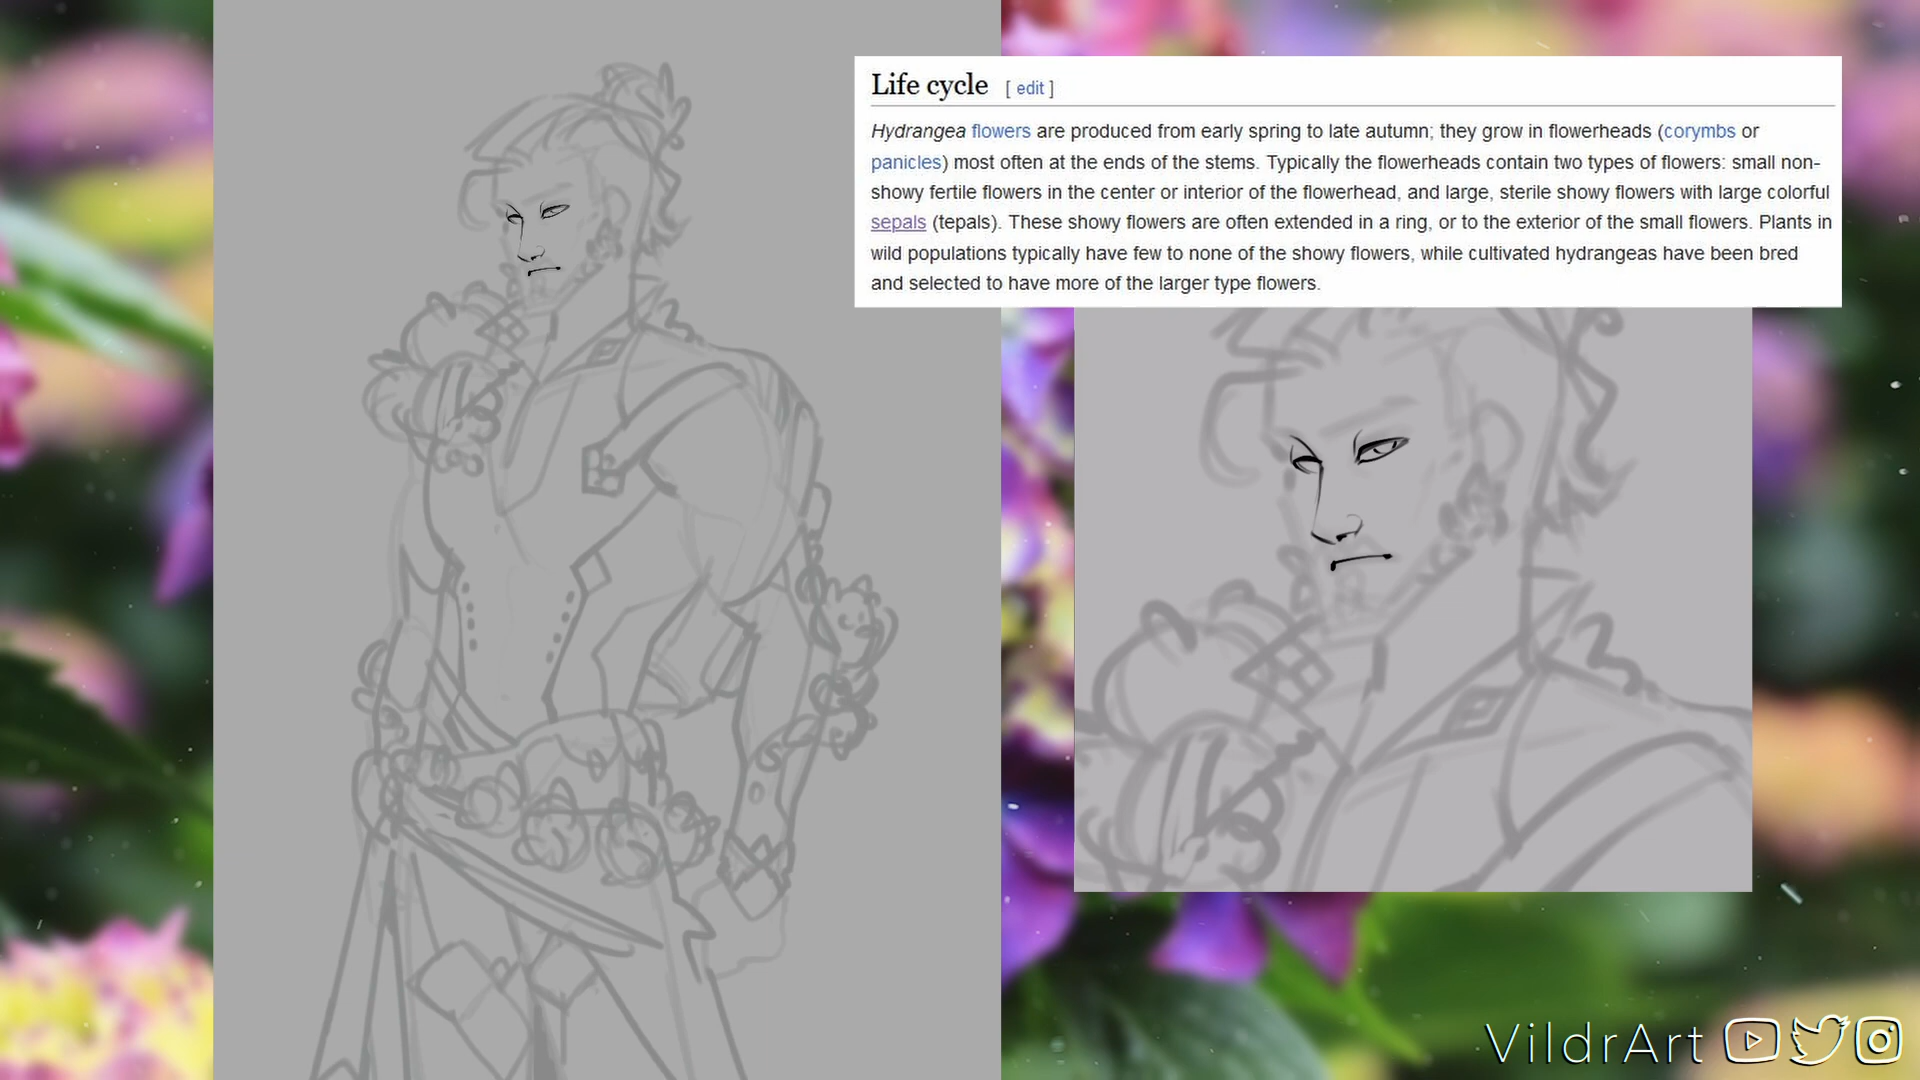 Life cycle [ edit ]
Hydrangea flowers are produced from early spring to late autumn; they grow in flowerheads (corymbs or
panicles) most often at the ends of the stems. Typically the flowerheads contain two types of flowers: small non-
showy fertile flowers in the center or interior of the flowerhead, and large, sterile showy flowers with large colorful
sepals (tepals). These showy flowers are often extended in a ring, or to the exterior of the small flowers. Plants in
wild populations typically have few to none of the showy flowers, while cultivated hydrangeas have been bred
and selected to have more of the larger type flowers.
VildrArt